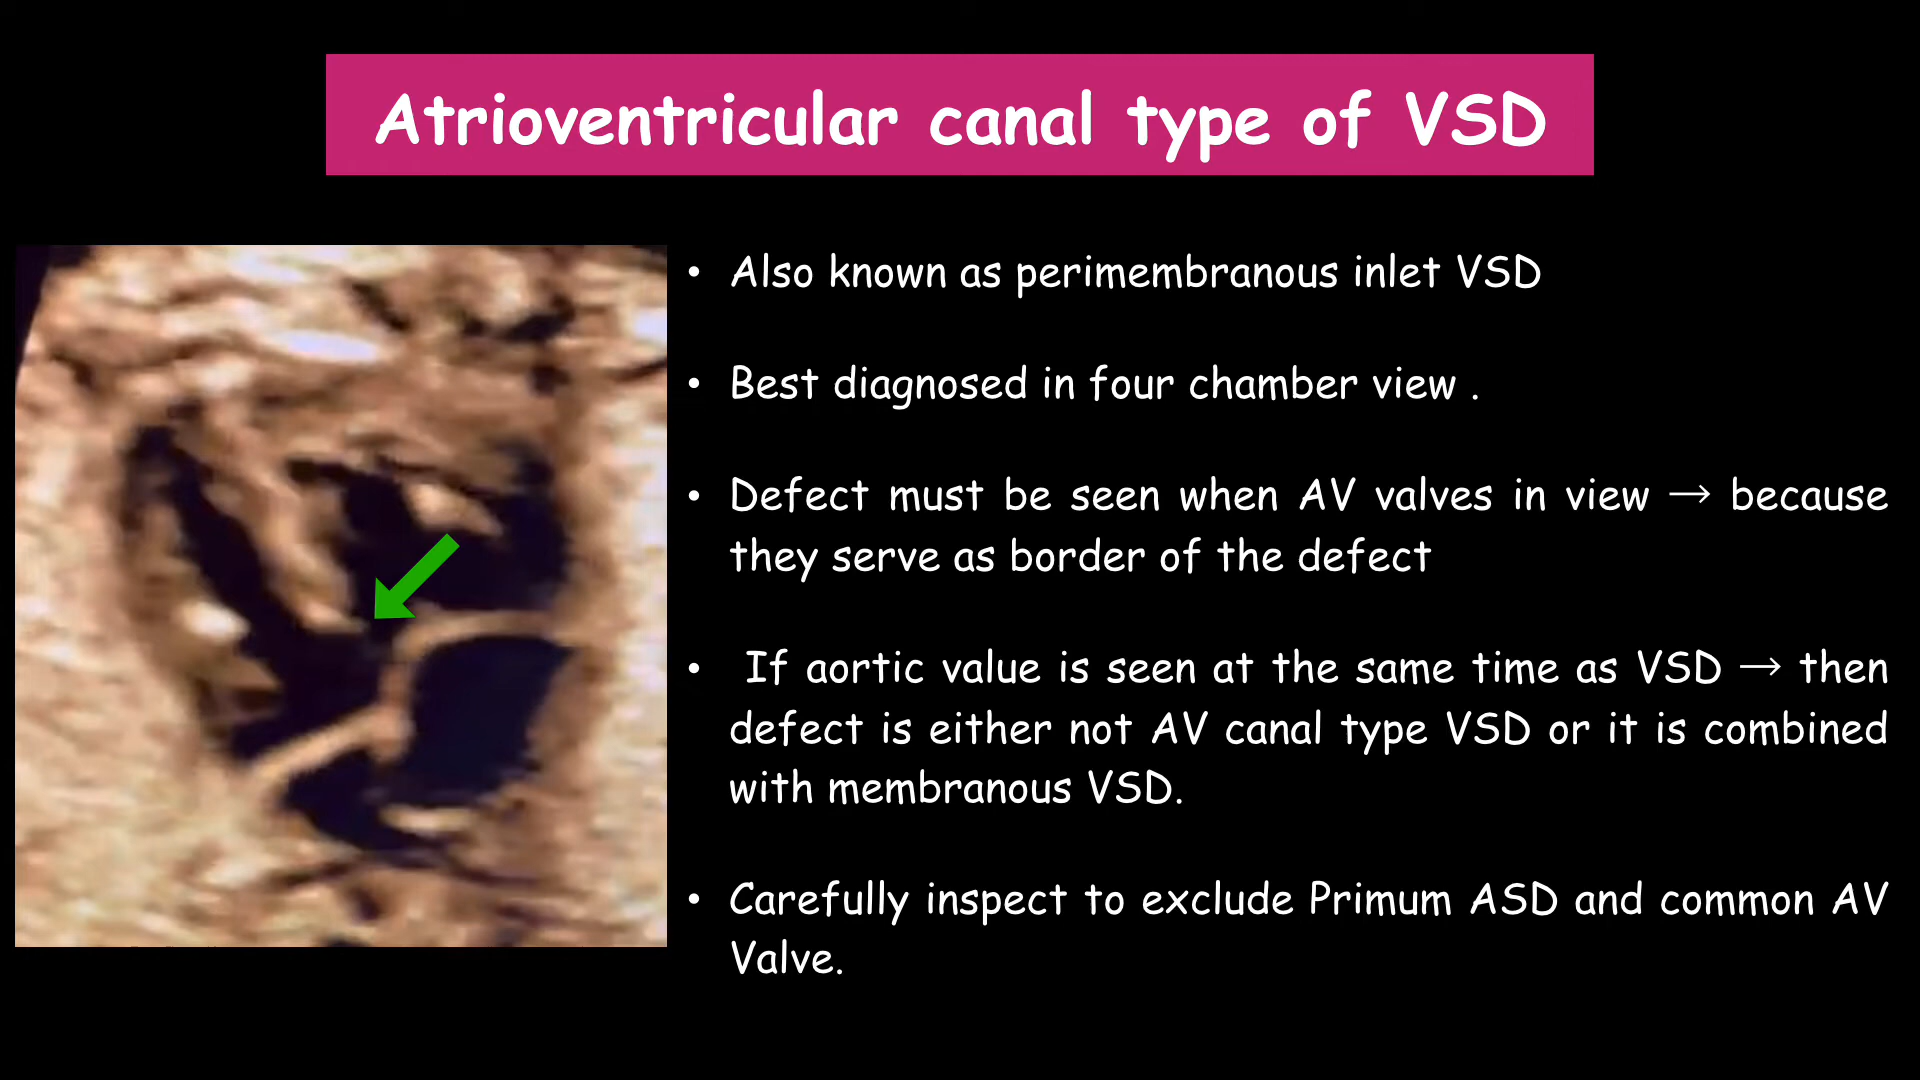 Atrioventricular canal type of VSD
• Also known as perimembranous inlet VSD
• Best diagnosed in four chamber view .
• Defect must be seen when AV valves in view → because
they serve as border of the defect
• If aortic value is seen at the same time as VSD → then
defect is either not AV canal type VSD or it is combined
with membranous VSD.
• Carefully inspect to exclude Primum ASD and common AV
Valve.